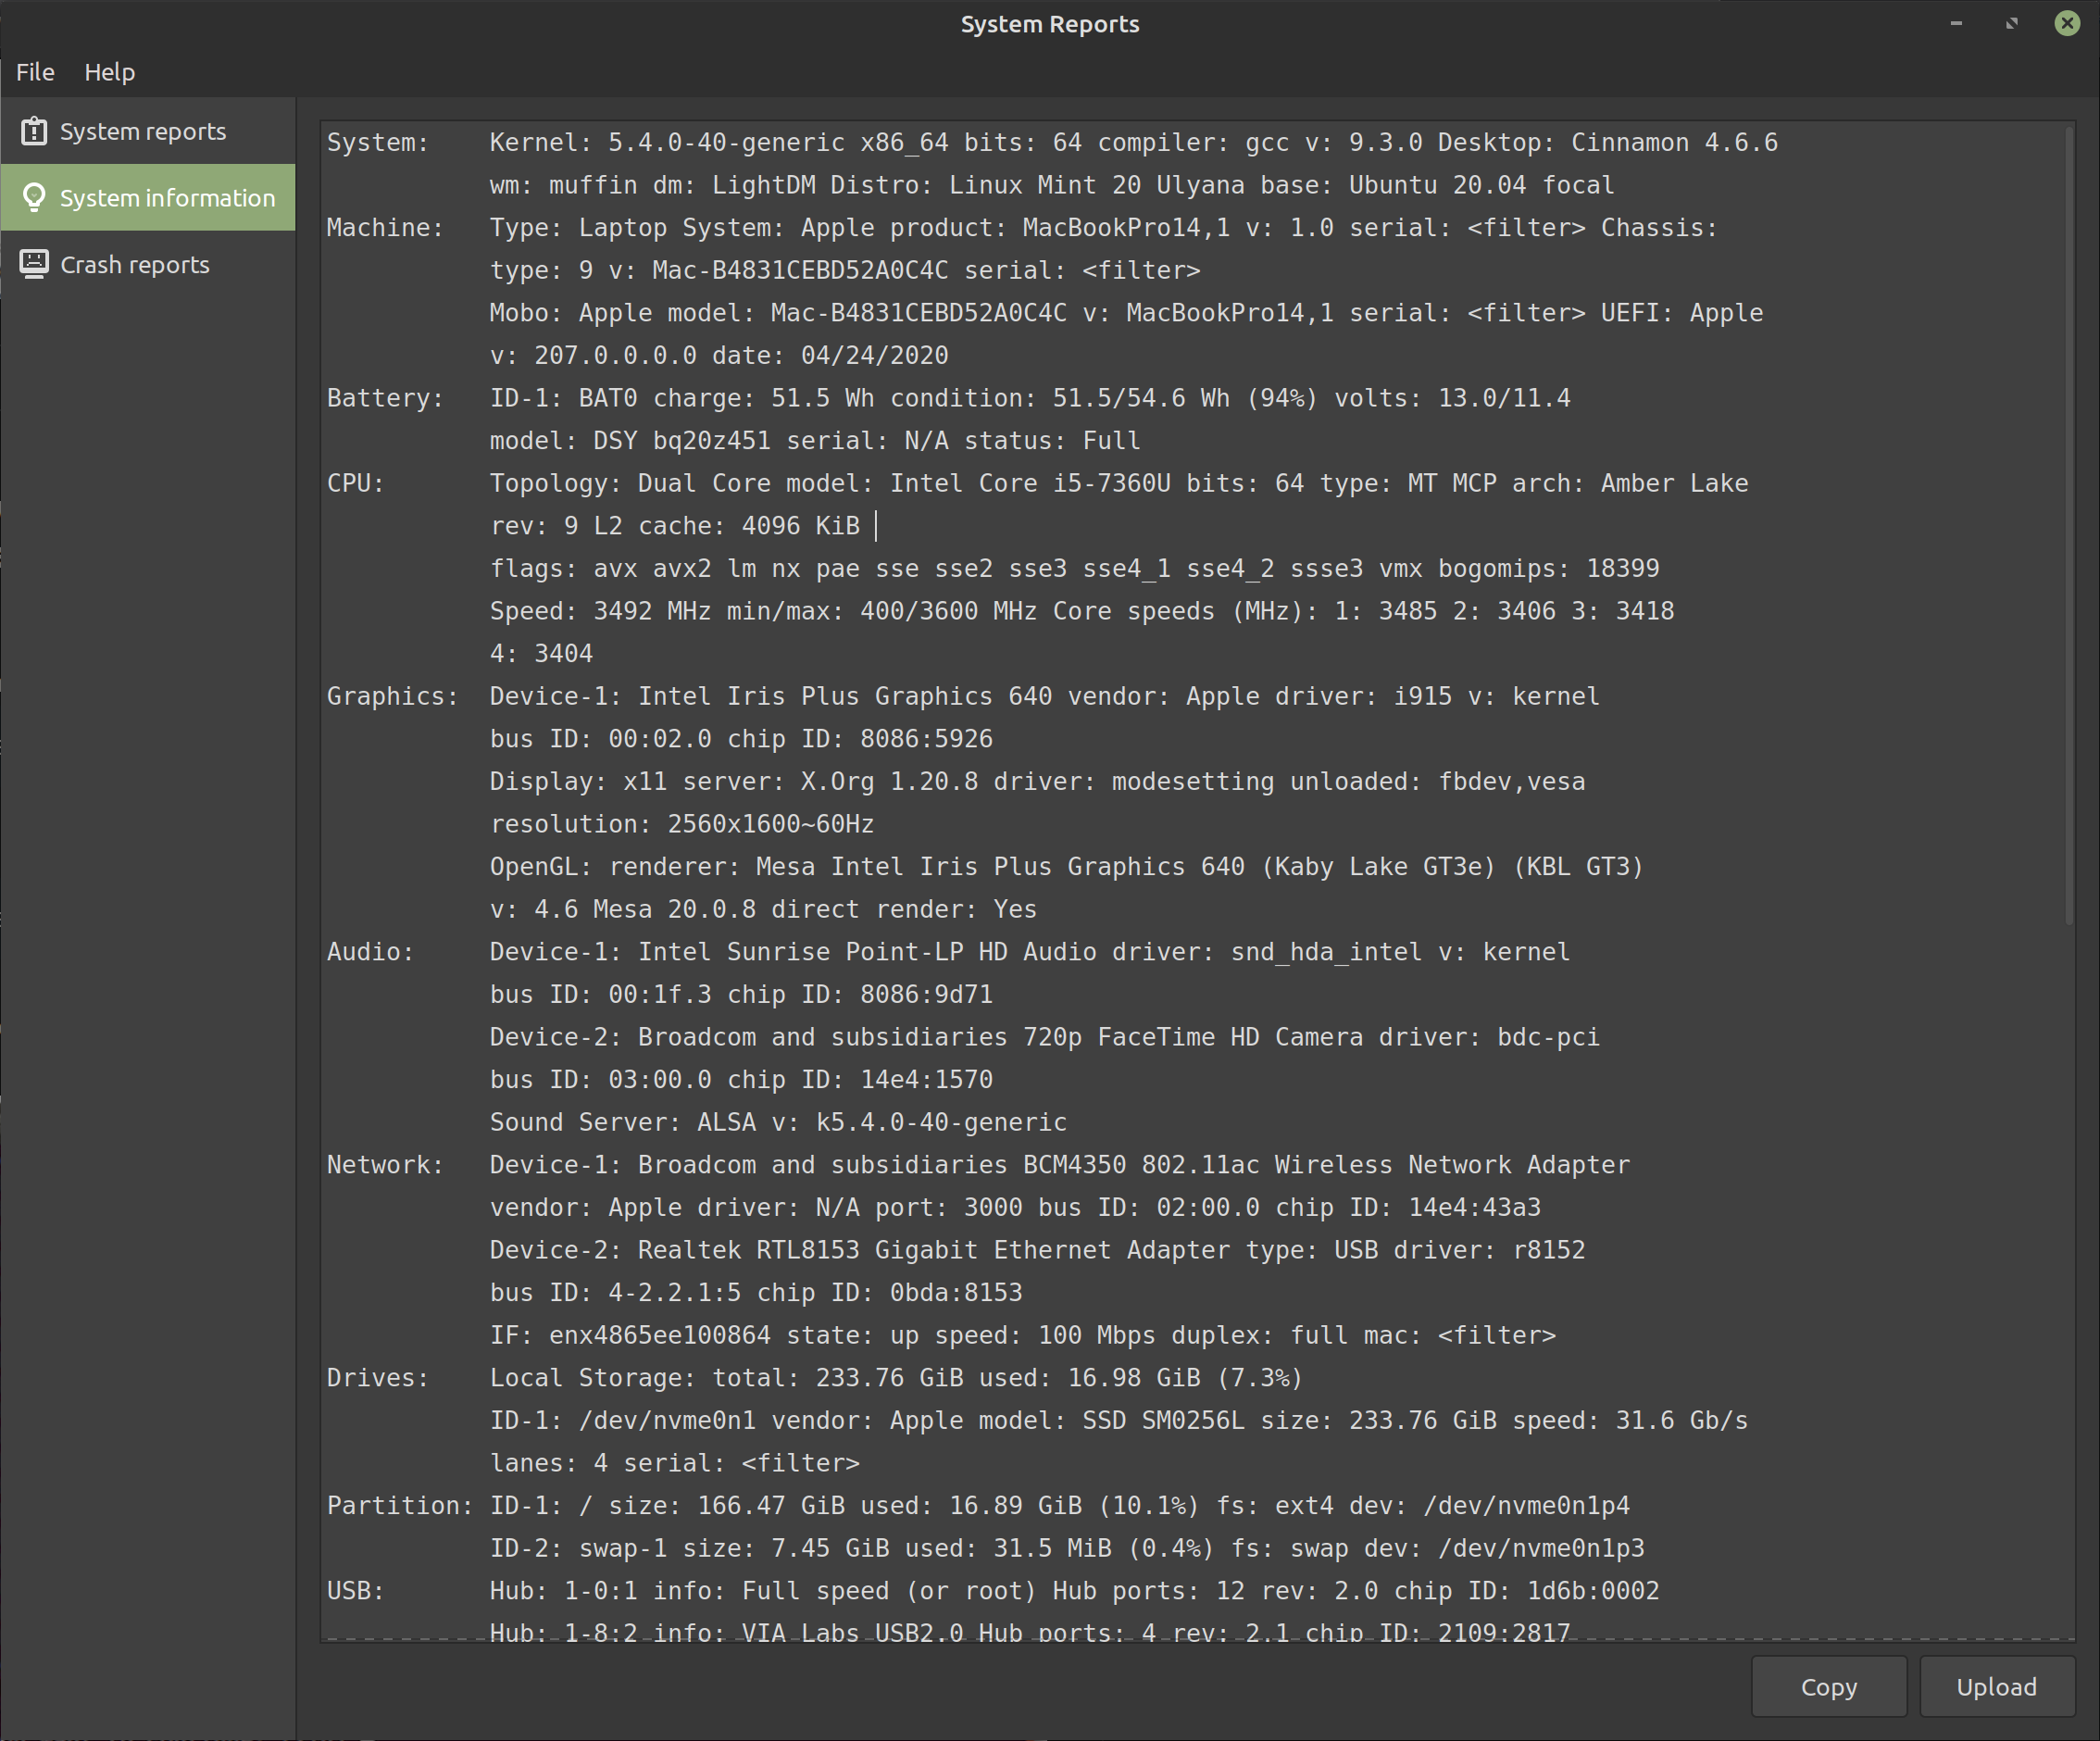 System Reports
File Help
System reports
System information
Crash reports
System: Kernel: 5.4.0-40-generic x86_64 bits: 64 compiler: gcc v: 9.3.0 Desktop: Cinnamon 4.6.6
wm: muffin dm: LightDM Distro: Linux Mint 20 Ulyana base: Ubuntu 20.04 focal
Machine: Type: Laptop System: Apple product: MacBookPro14,1 v: 1.0 serial: <filter> Chassis:
type: 9 v: Mac-B4831CEBD52A0C4C serial: <filter>
Mobo: Apple model: Mac-B4831CEBD52A0C4C v: MacBookPro14,1 serial: <filter> UEFI: Apple
v: 207.0.0.0.0 date: 04/24/2020
Battery: ID-1: BAT0 charge: 51.5 Wh condition: 51.5/54.6 Wh (94%) volts: 13.0/11.4
model: DSY bq20z451 serial: N/A status: Full
CPU: Topology: Dual Core model: Intel Core i5-7360U bits: 64 type: MT MCP arch: Amber Lake
rev: 9 L2 cache: 4096 KiB
flags: avx avx2 lm nx pae sse sse2 sse3 sse4_1 sse4_2 ssse3 vmx bogomips: 18399
Speed: 3492 MHz min/max: 400/3600 MHz Core speeds (MHz): 1: 3485 2: 3406 3: 3418
4: 3404
Graphics: Device-1: Intel Iris Plus Graphics 640 vendor: Apple driver: i915 v: kernel
bus ID: 00:02.0 chip ID: 8086:5926
Display: x11 server: X.Org 1.20.8 driver: modesetting unloaded: fbdev,vesa
resolution: 2560x1600~60Hz
OpenGL: renderer: Mesa Intel Iris Plus Graphics 640 (Kaby Lake GT3e) (KBL GT3)
v: 4.6 Mesa 20.0.8 direct render: Yes
Audio: Device-1: Intel Sunrise Point-LP HD Audio driver: snd_hda_intel v: kernel
bus ID: 00:1f.3 chip ID: 8086:9d71
Device-2: Broadcom and subsidiaries 720p FaceTime HD Camera driver: bdc-pci
bus ID: 03:00.0 chip ID: 14e4:1570
Sound Server: ALSA v: k5.4.0-40-generic
Network: Device-1: Broadcom and subsidiaries BCM4350 802.11ac Wireless Network Adapter
vendor: Apple driver: N/A port: 3000 bus ID: 02:00.0 chip ID: 14e4:43a3
Device-2: Realtek RTL8153 Gigabit Ethernet Adapter type: USB driver: r8152
bus ID: 4-2.2.1:5 chip ID: 0bda:8153
IF: enx4865ee100864 state: up speed: 100 Mbps duplex: full mac: <filter>
Drives: Local Storage: total: 233.76 GiB used: 16.98 GiB (7.3%)
ID-1: /dev/nvme0n1 vendor: Apple model: SSD SM0256L size: 233.76 GiB speed: 31.6 Gb/s
lanes: 4 serial: <filter>
Partition: ID-1: / size: 166.47 GiB used: 16.89 GiB (10.1%) fs: ext4 dev: /dev/nvme0n1p4
ID-2: swap-1 size: 7.45 GiB used: 31.5 MiB (0.4%) fs: swap dev: /dev/nvme0n1p3
USB: Hub: 1-0:1 info: Full speed (or root) Hub ports: 12 rev: 2.0 chip ID: 1d6b:0002
Hub: 1-8:2 info: VIA Labs USB2.0 Hub ports: 4 rev: 2.1 chip ID: 2109:2817
Copy Upload